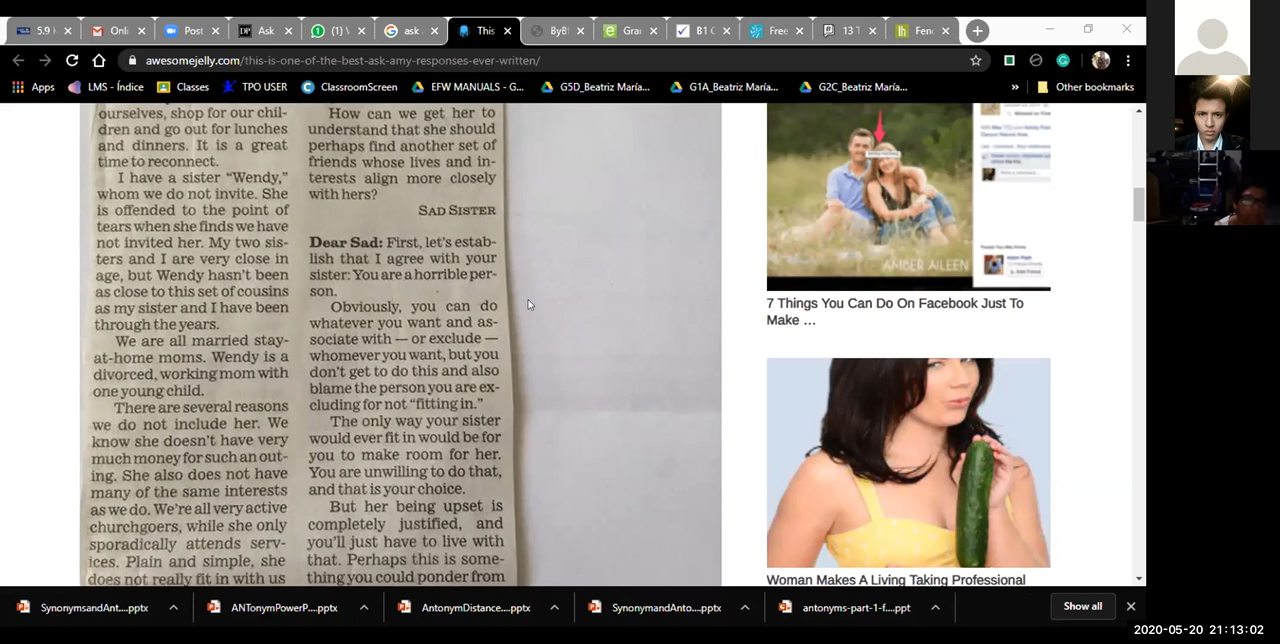 5.9 I
Gmail
Onli
Post
Ask
(1) \
ask
This
ByB!
Grar
B1 C
Free
13 T
Fend
awesomejelly.com/this-is-one-of-the-best-ask-amy-responses-ever-written/
Apps
LMS - Índice
Classes
TPO USER
ClassroomScreen
EFW MANUALS - G...
G5D_Beatriz María...
G1A_Beatriz María...
G2C_Beatriz María...
»
Other bookmarks
ourselves, shop for our chil-
dren and go out for lunches
and dinners. It is a great
time to reconnect.
I have a sister "Wendy,"
whom we do not invite. She
is offended to the point of
tears when she finds we have
not invited her. My two sis-
ters and I are very close in
age, but Wendy hasn't been
as close to this set of cousins
as my sister and I have been
through the years.
We are all married stay-
at-home moms. Wendy is a
divorced, working mom with
one young child.
There are several reasons
we do not include her. We
know she doesn't have very
much money for such an out-
ing. She also does not have
many of the same interests
as we do. We're all very active
churchgoers, while she only
sporadically attends serv-
ices. Plain and simple, she
does not really fit in with us
How can we get her to
understand that she should
perhaps find another set of
friends whose lives and in-
terests align more closely
with hers?
SAD SISTER
Dear Sad: First, let's estab-
lish that I agree with your
sister: You are a horrible per-
son.
Obviously, you can do
whatever you want and as-
sociate with — or exclude —
whomever you want, but you
don't get to do this and also
blame the person you are ex-
cluding for not "fitting in."
The only way your sister
would ever fit in would be for
you to make room for her.
You are unwilling to do that,
and that is your choice.
But her being upset is
completely justified, and
you'll just have to live with
that. Perhaps this is some-
thing you could ponder from
AMBER AILEEN
7 Things You Can Do On Facebook Just To
Make ...
Woman Makes A Living Taking Professional
SynonymsandAnt....pptx
ANTonymPowerP....pptx
AntonymDistance....pptx
SynonymandAnto....pptx
antonyms-part-1-f....ppt
Show all
2020-05-20 21:13:02